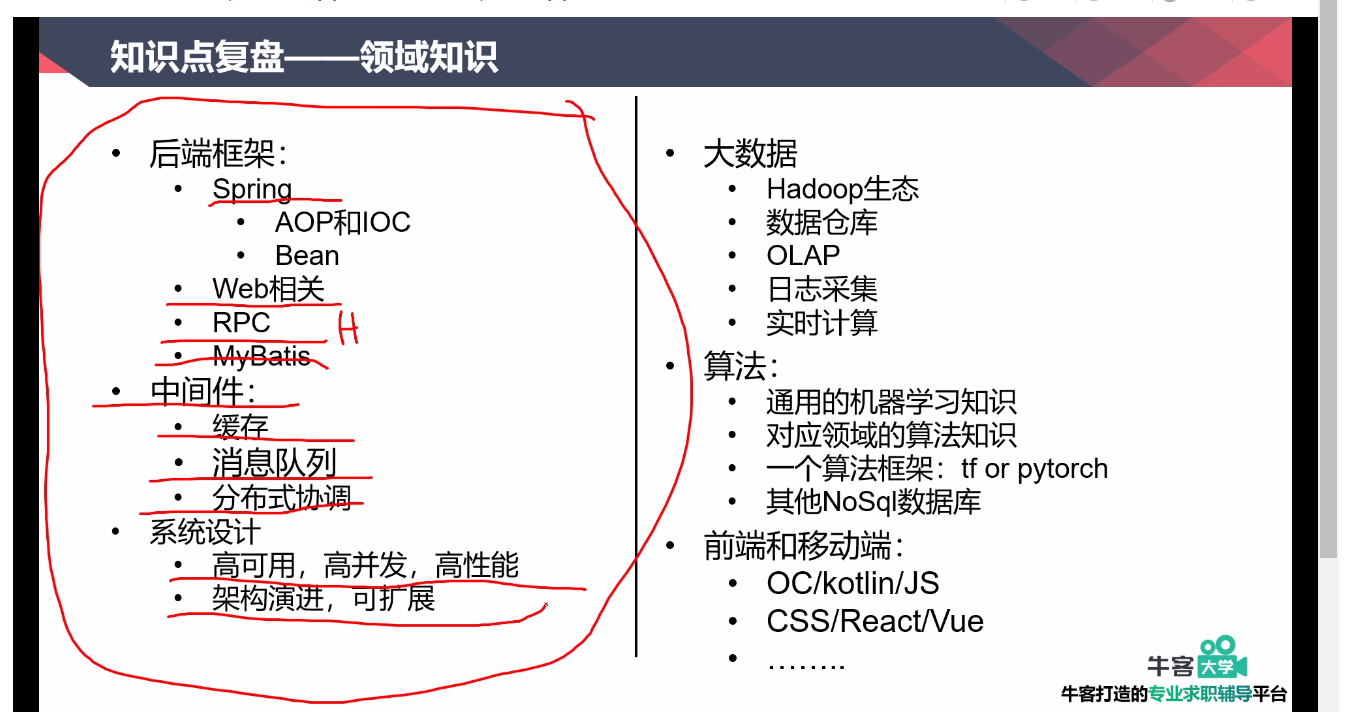 知识点复盘——领域知识
• 后端框架：
• Spring
• AOP和IOC
• Bean
• Web相关
• RPC
H
• MyBatis
• 中间件：
• 缓存
• 消息队列
• 分布式协调
• 系统设计
• 高可用，高并发，高性能
• 架构演进，可扩展
• 大数据
• Hadoop生态
• 数据仓库
• OLAP
• 日志采集
• 实时计算
• 算法：
• 通用的机器学习知识
• 对应领域的算法知识
• 一个算法框架：tf or pytorch
• 其他NoSql数据库
• 前端和移动端：
• OC/kotlin/JS
• CSS/React/Vue
• ........
牛客大学
牛客打造的专业求职辅导平台